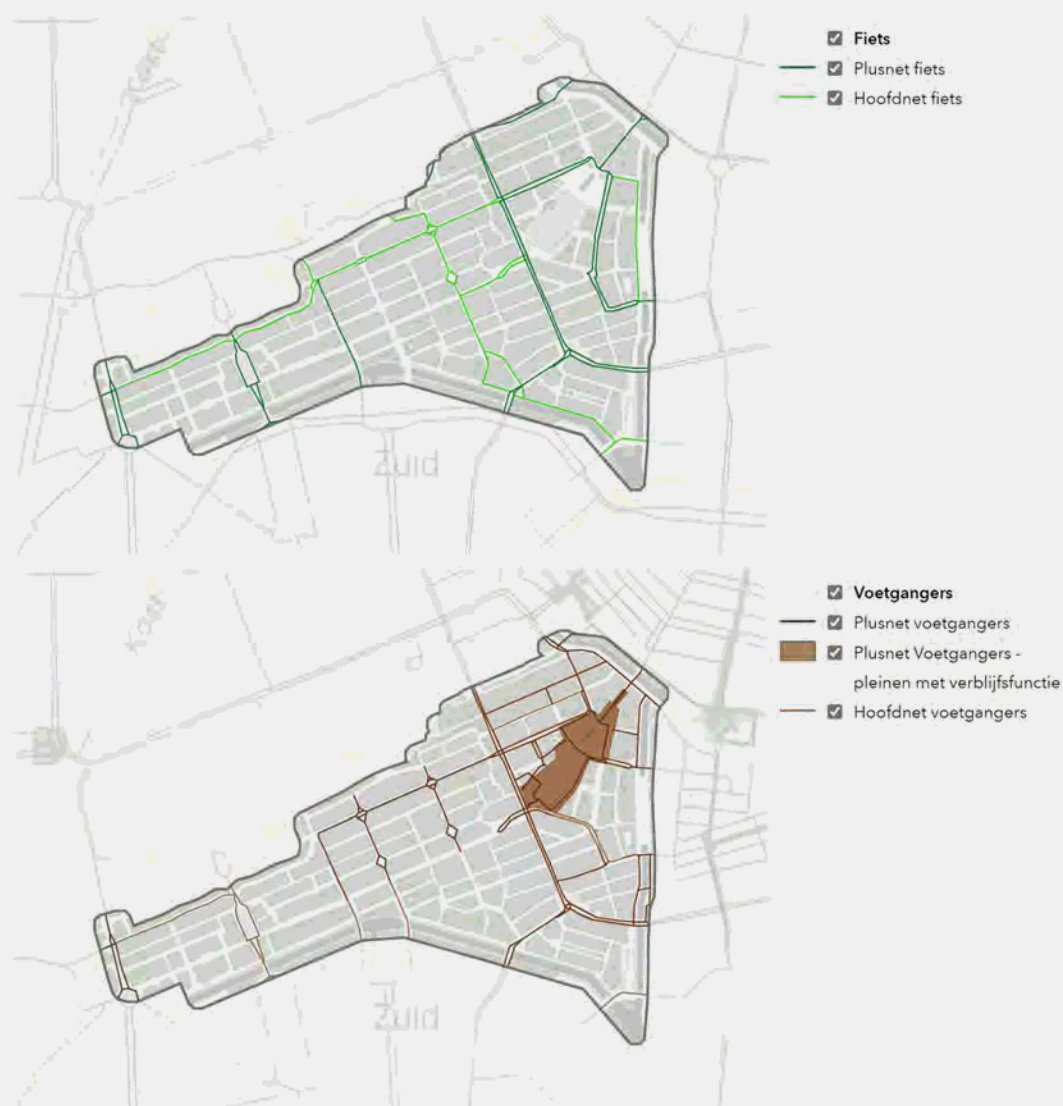 Fiets
Plusnet fiets
Hoofdnet fiets
Zuid
Voetgangers
Plusnet voetgangers
Plusnet Voetgangers -
pleinen met verblijfsfunctie
Hoofdnet voetgangers
Zuid